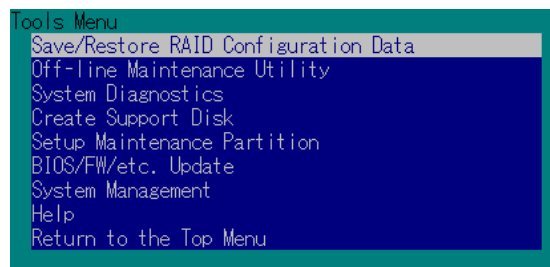 Tools Menu
Save/Restore RAID Configuration Data
Off-line Maintenance Utility
System Diagnostics
Create Support Disk
Setup Maintenance Partition
BIOS/FW/etc. Update
System Management
Help
Return to the Top Menu